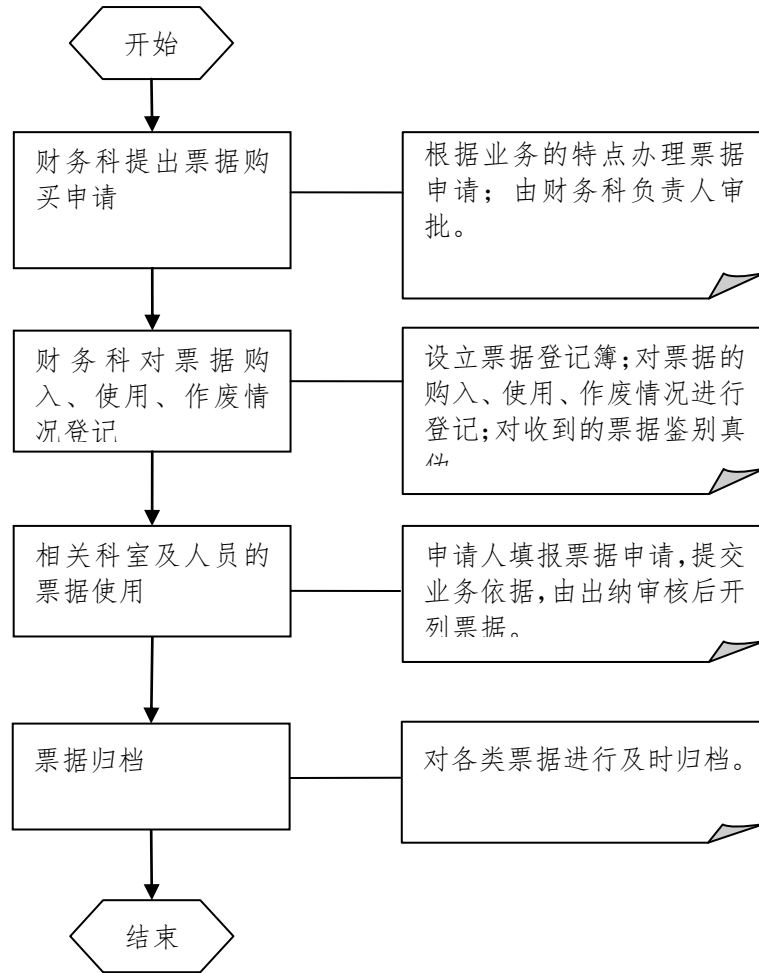 开始
财务科提出票据购
买申请
根据业务的特点办理票据
申请；由财务科负责人审
批。
财务科对票据购
入、使用、作废情
况登记
设立票据登记簿；对票据的
购入、使用、作废情况进行
登记；对收到的票据鉴别真
伪
相关科室及人员的
票据使用
申请人填报票据申请，提交
业务依据，由出纳审核后开
列票据。
票据归档
对各类票据进行及时归档。
结束